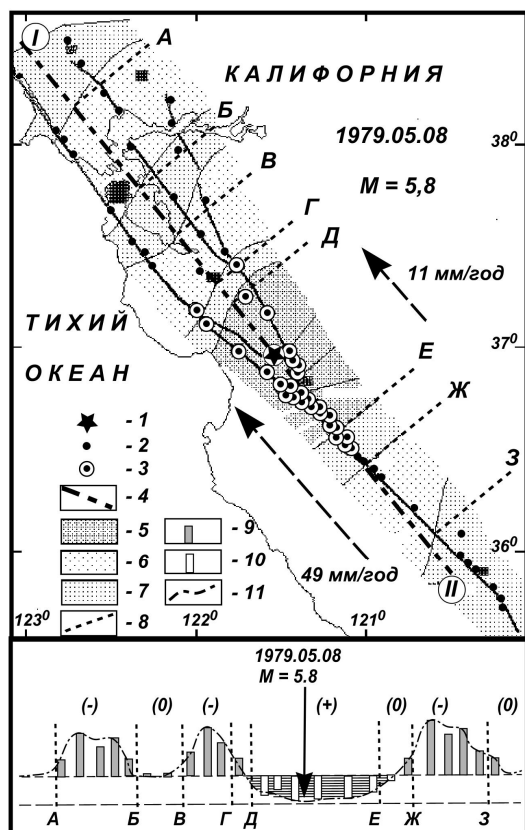 I
А
КАЛИФОРНИЯ
Б
1979.05.08
38⁰
В
М = 5,8
Г
Д
11 мм/год
ТИХИЙ
ОКЕАН
37⁰
Е
Ж
- 1
- 2
- 3
З
- 4
- 5
- 9
- 6
- 10
36⁰
- 7
- 11
49 мм/год
II
- 8
123⁰
122⁰
121⁰
1979.05.08
М = 5.8
(-)
(0)
(-)
(+)
(0)
(-)
(0)
А
Б
В
Г
Д
Е
Ж
З